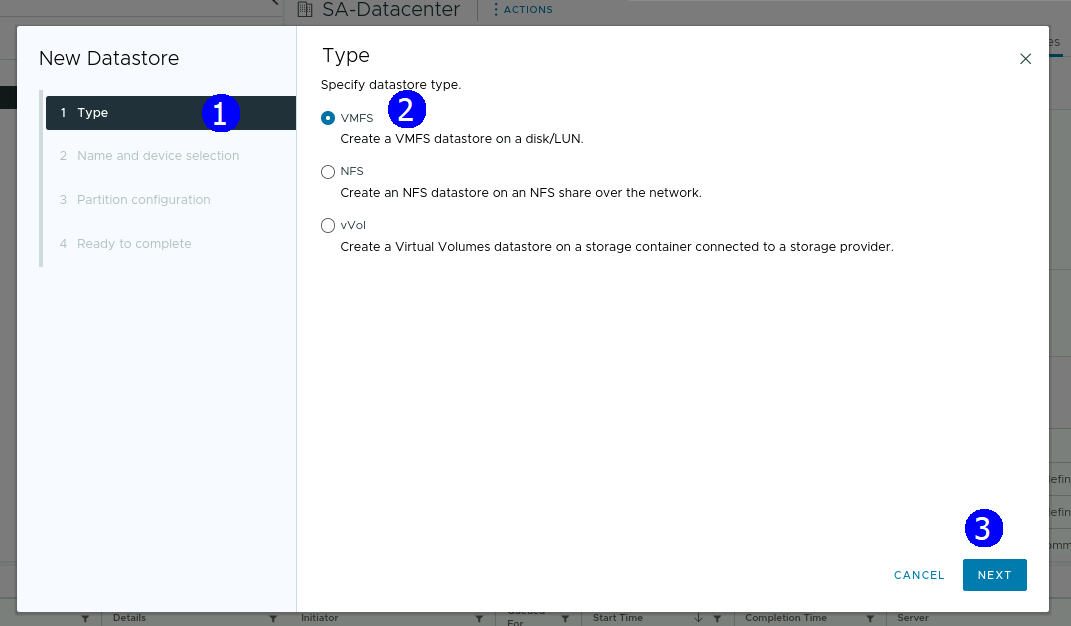 SA-Datacenter
ACTIONS
New Datastore
1 Type
1
2 Name and device selection
3 Partition configuration
4 Ready to complete
Type
Specify datastore type.
VMFS
2
Create a VMFS datastore on a disk/LUN.
NFS
Create an NFS datastore on an NFS share over the network.
vVol
Create a Virtual Volumes datastore on a storage container connected to a storage provider.
3
CANCEL
NEXT
Details
Initiator
For
Start Time
Completion Time
Server